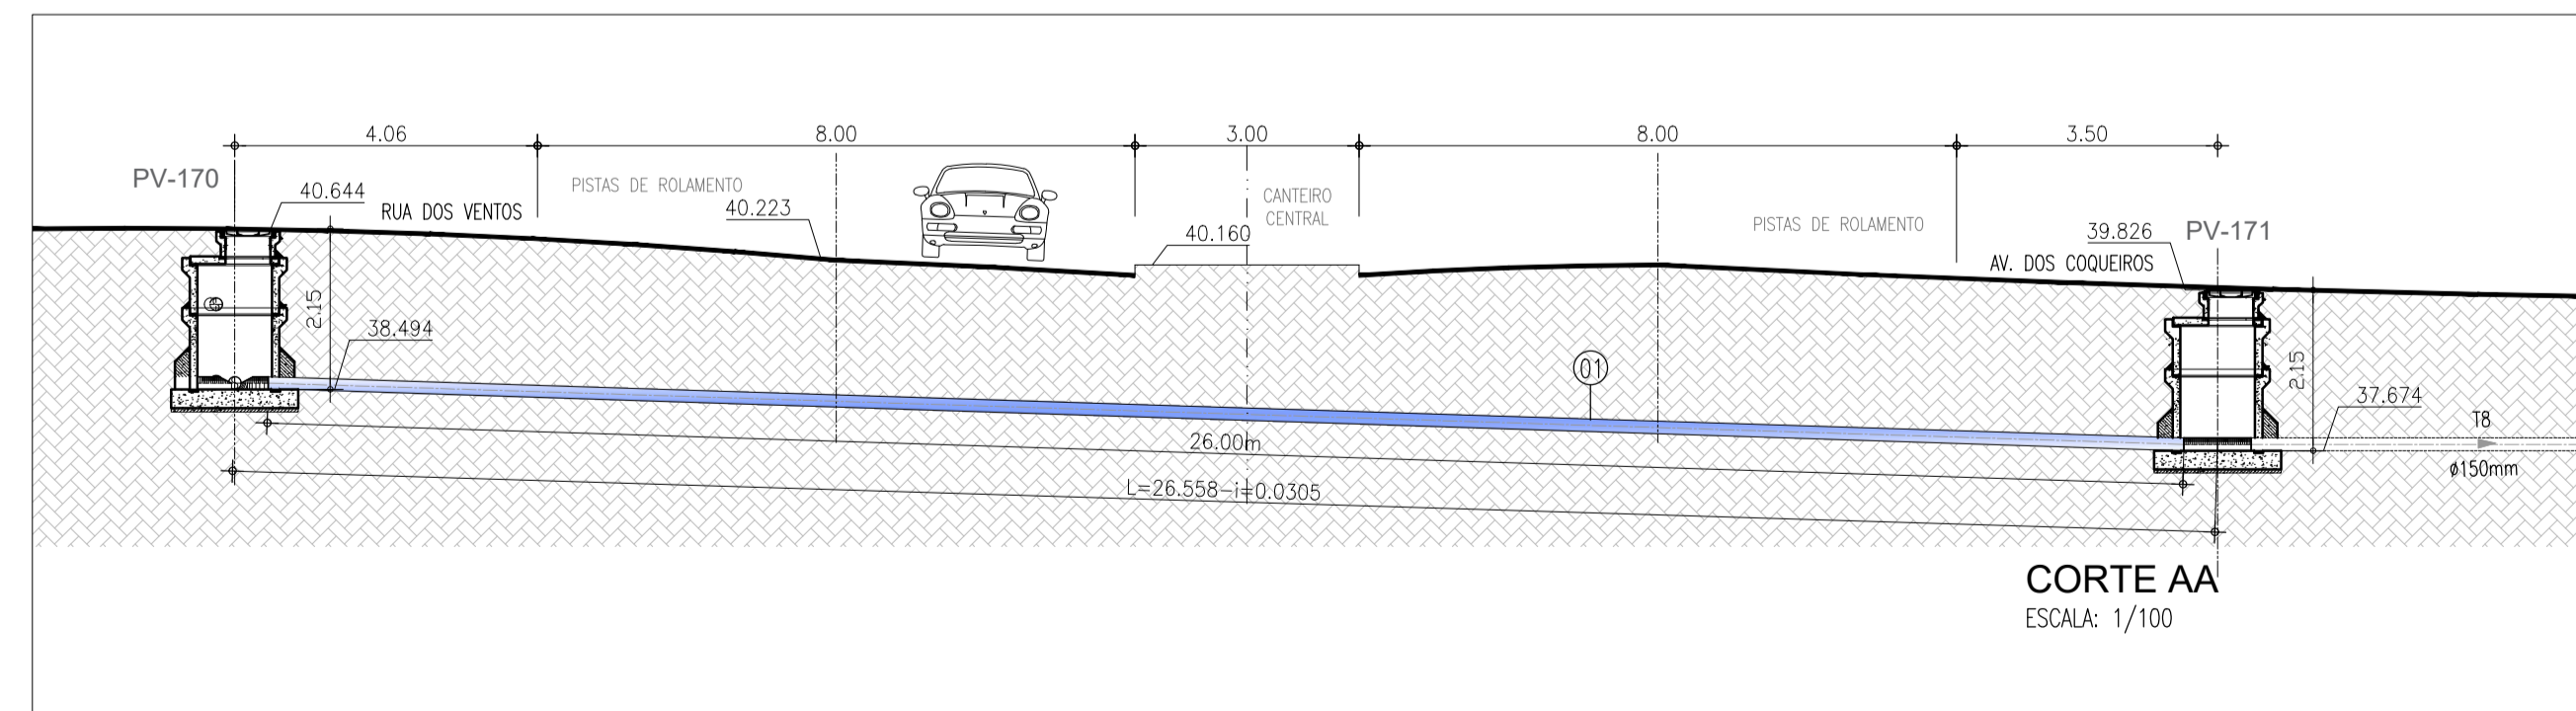 4.06
8.00
3.00
8.00
3.50
PV-170
40.644
RUA DOS VENTOS
PISTAS DE ROLAMENTO
40.223
CANTEIRO
CENTRAL
40.160
PISTAS DE ROLAMENTO
39.826
PV-171
AV. DOS COQUEIROS
2.15
38.494
01
2.15
37.674
T8
ø150mm
26.00m
L=26.558-i=0.0305
CORTE AA
ESCALA: 1/100